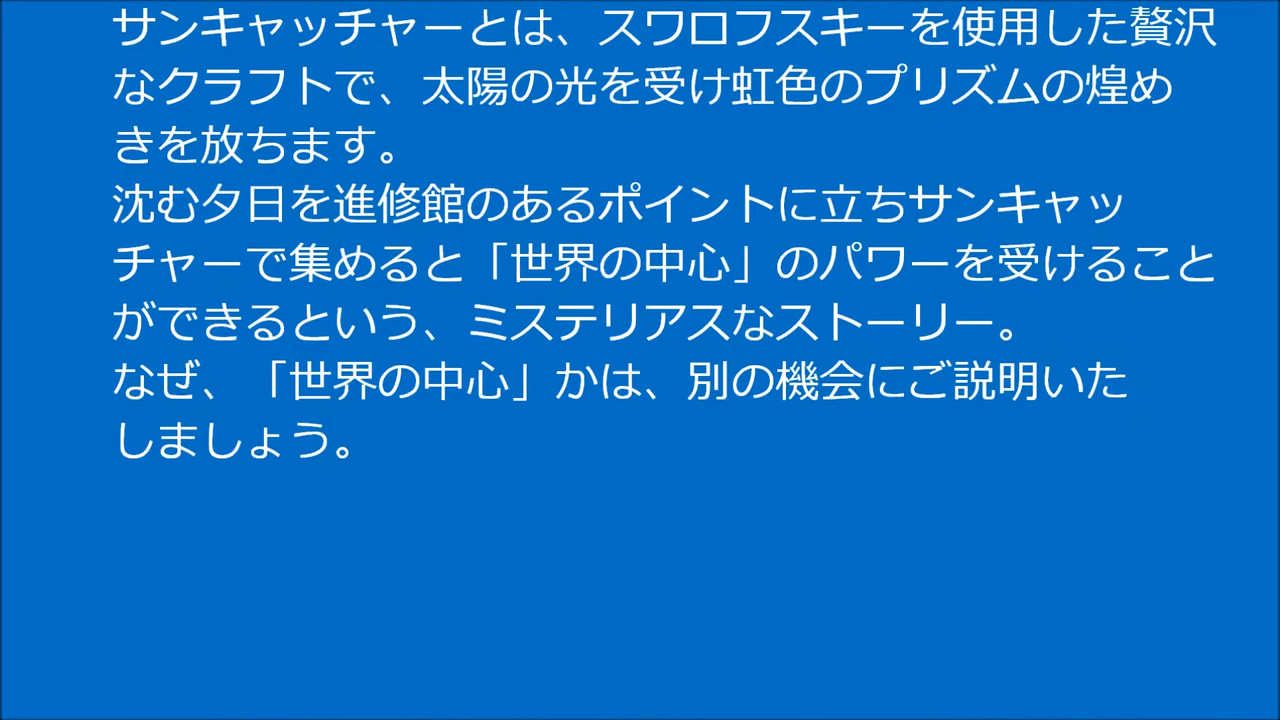 サンキャッチャーとは、スワロフスキーを使用した贅沢
なクラフトで、太陽の光を受け虹色のプリズムの煌め
きを放ちます。
沈む夕日を進修館のあるポイントに立ちサンキャッ
チャーで集めると「世界の中心」のパワーを受けること
ができるという、ミステリアスなストーリー。
なぜ、「世界の中心」かは、別の機会にご説明いた
しましょう。